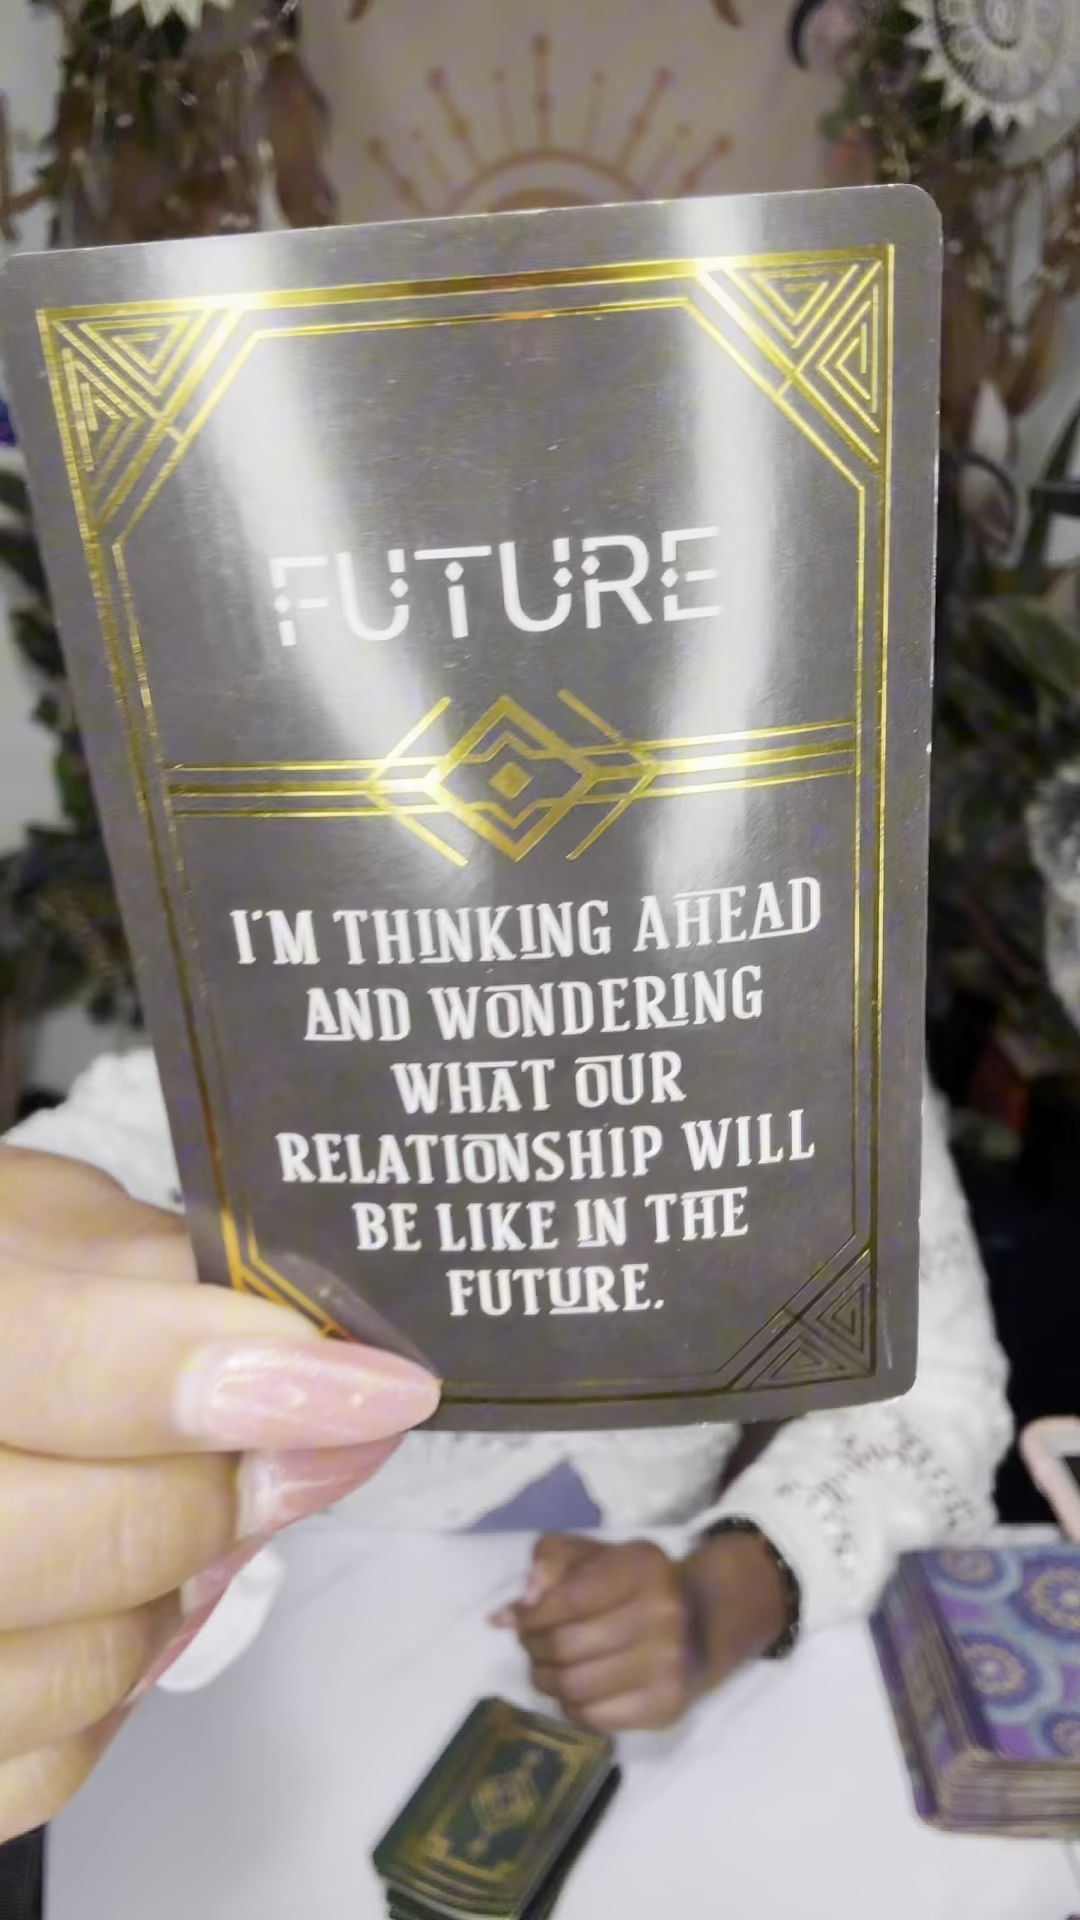 FUTURE
I'M THINKING AHEAD
AND WONDERING
WHAT OUR
RELATIONSHIP WILL
BE LIKE IN THE
FUTURE.